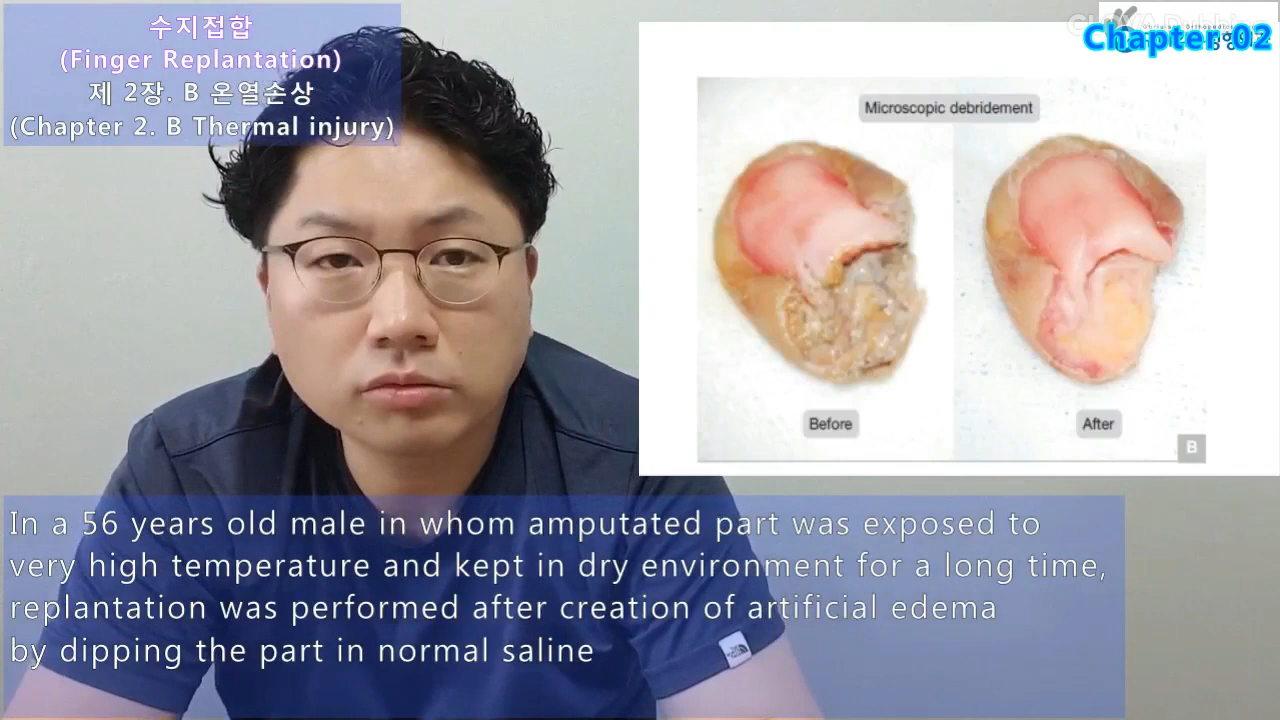 수지접합
(Finger Replantation)
제 2장. B 온열손상
(Chapter 2. B Thermal injury)
Chapter 02
Microscopic debridement
Before
After
B
In a 56 years old male in whom amputated part was exposed to
very high temperature and kept in dry environment for a long time,
replantation was performed after creation of artificial edema
by dipping the part in normal saline